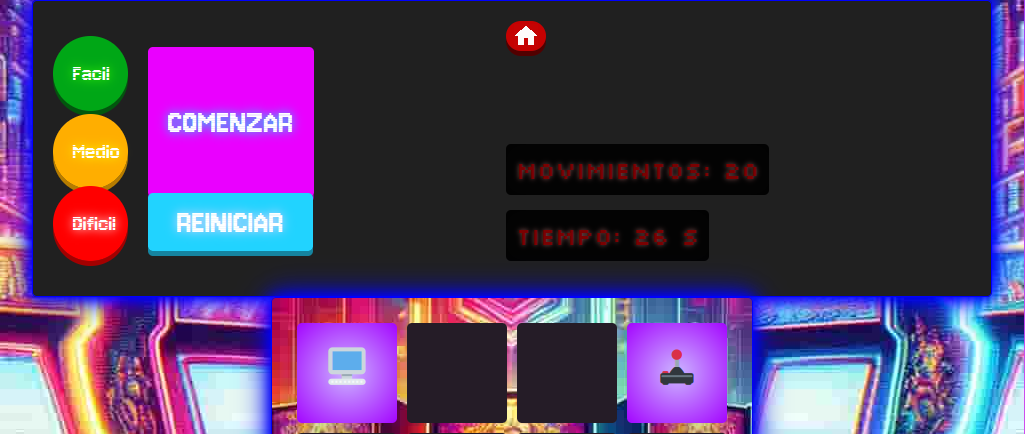 Facil
COMENZAR
Medio
MOVIMIENTOS: 20
Dificil
REINICIAR
TIEMPO: 26 S